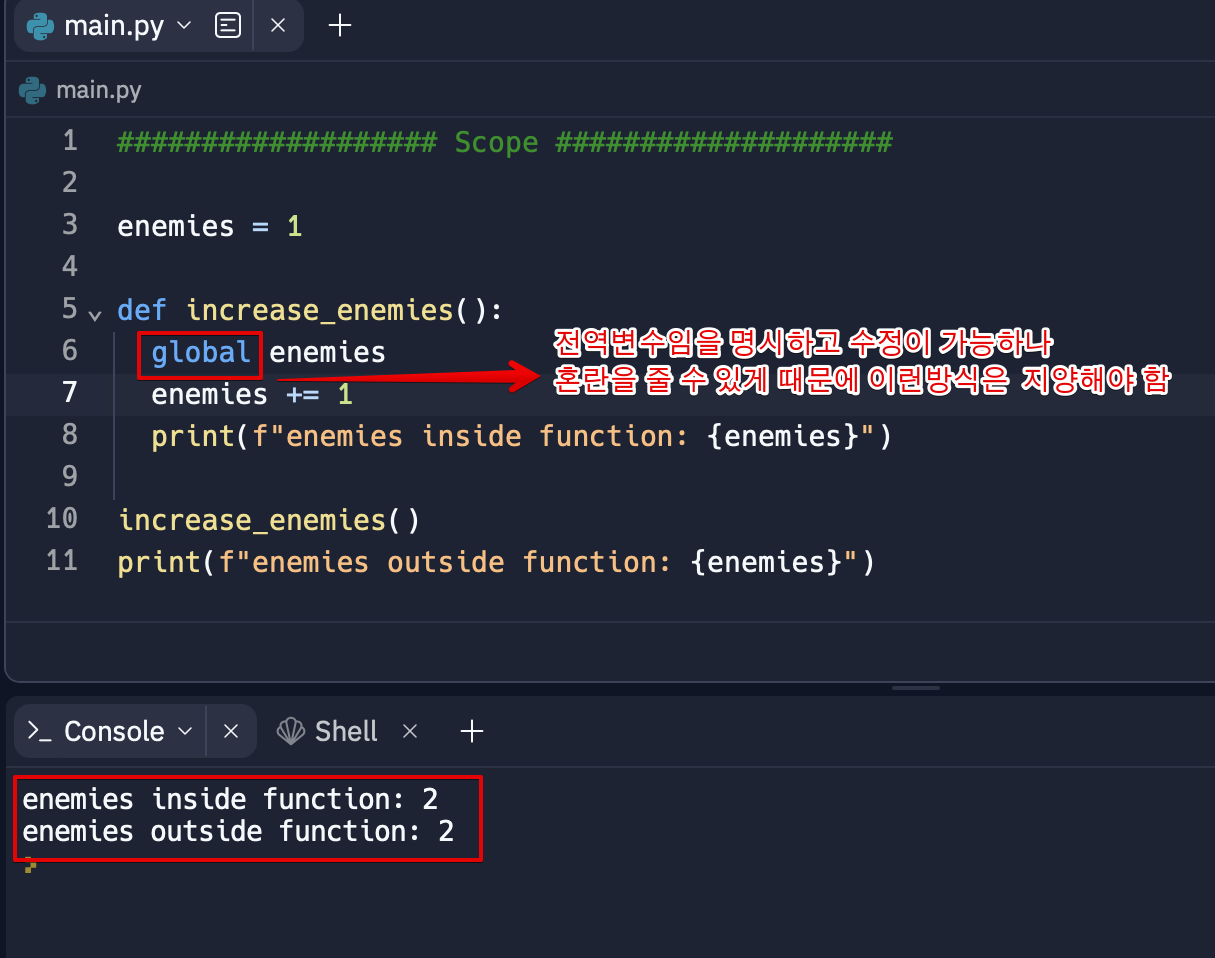 main.py
main.py
1 ################### Scope ####################
2
3 enemies = 1
4
5 def increase_enemies():
6 global enemies
7 enemies += 1
8 print(f"enemies inside function: {enemies}")
9
10 increase_enemies()
11 print(f"enemies outside function: {enemies}")
전역변수임을 명시하고 수정이 가능하나
혼란을 줄 수 있게 때문에 이런방식은 지양해야 함
Console Shell
enemies inside function: 2
enemies outside function: 2